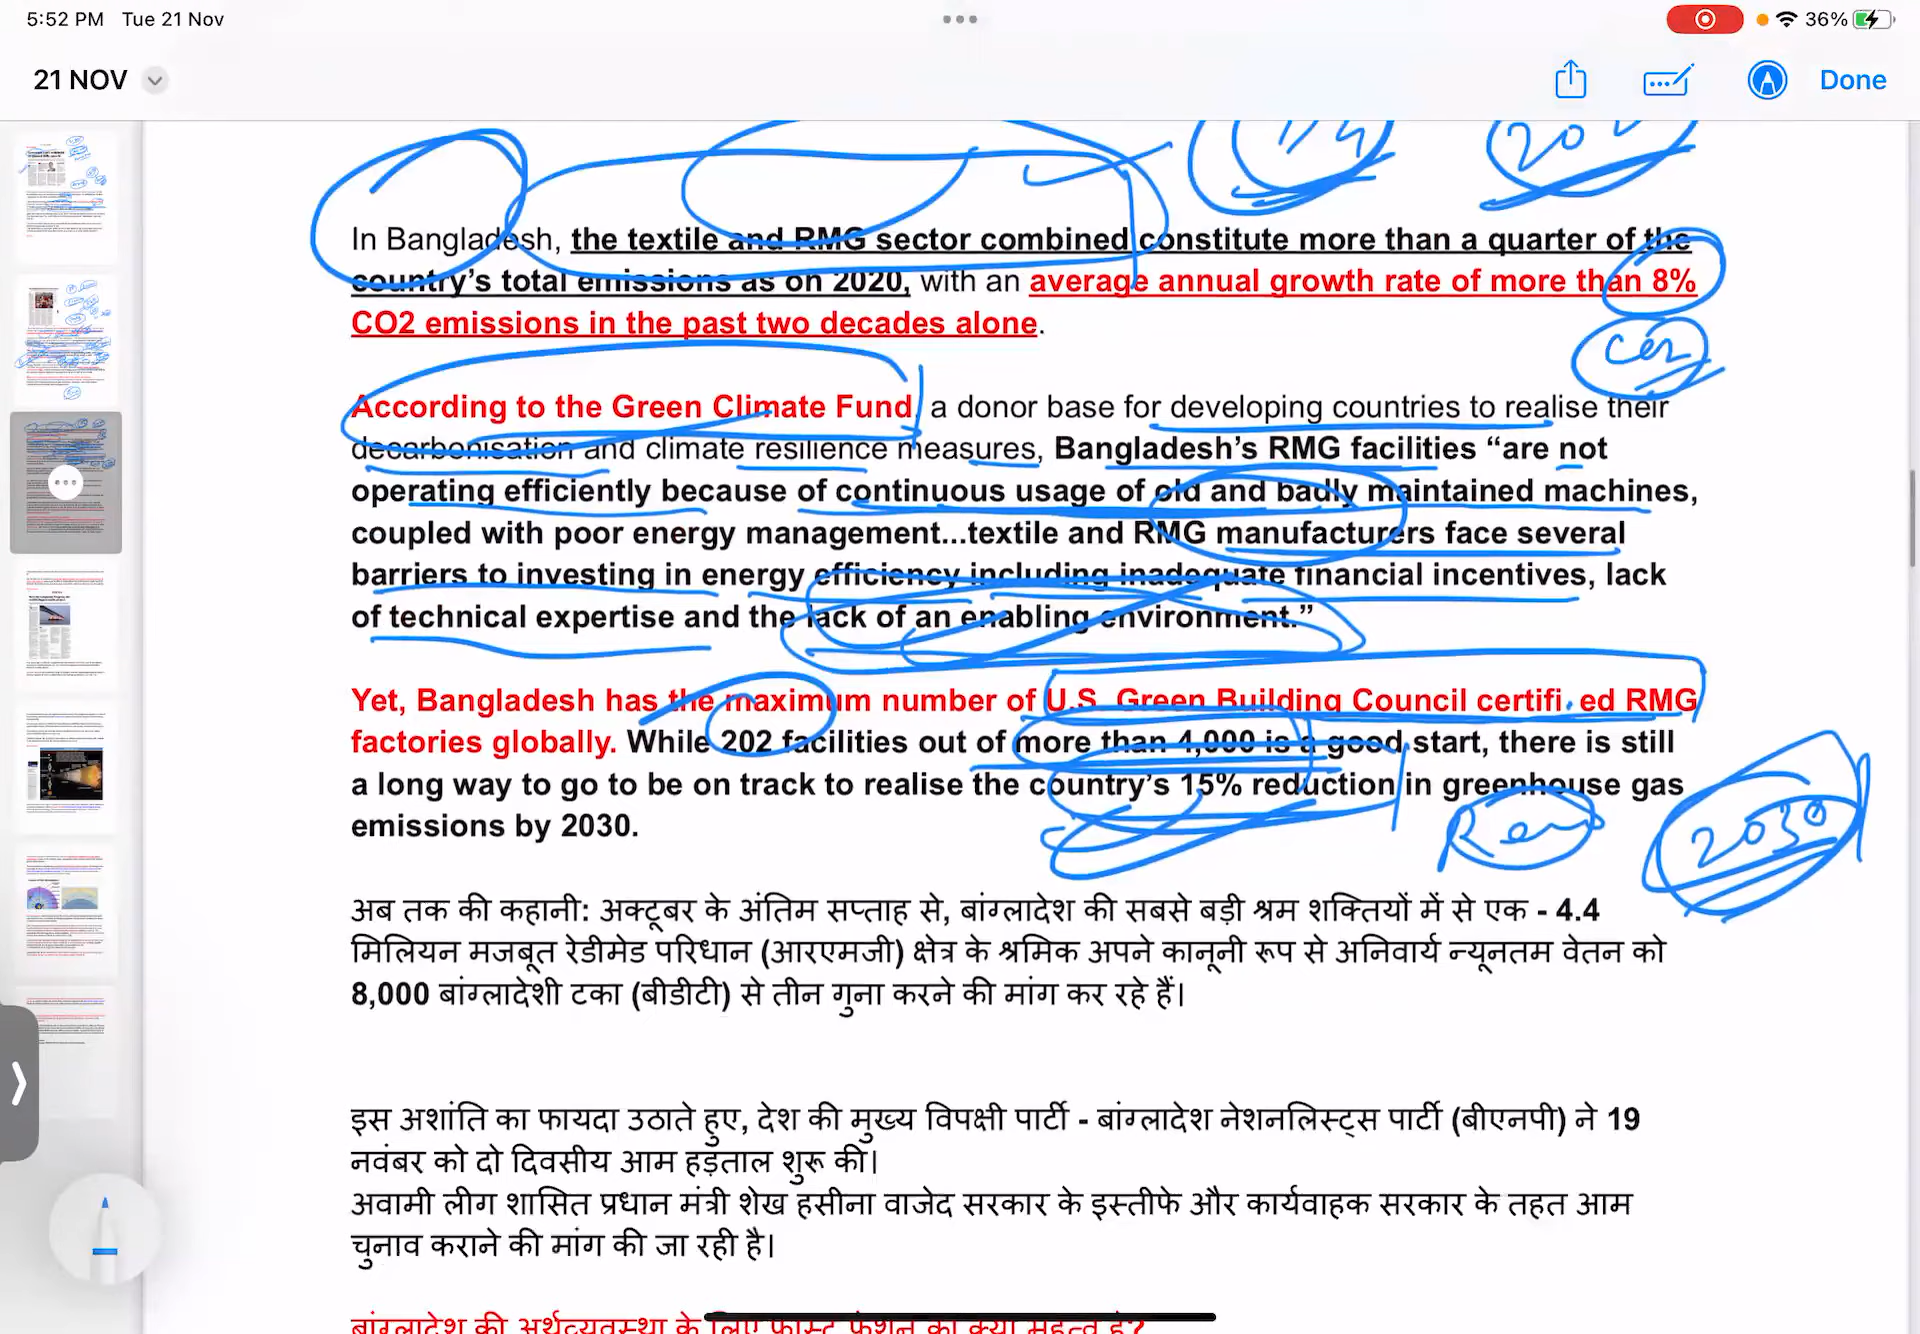 5:52 PM Tue 21 Nov
36%
21 NOV
Done
In Bangladesh, the textile and RMG sector combined constitute more than a quarter of the
country's total emissions as on 2020, with an average annual growth rate of more than 8%
CO2 emissions in the past two decades alone.
Co2
According to the Green Climate Fund, a donor base for developing countries to realise their
decarbonisation and climate resilience measures, Bangladesh's RMG facilities “are not
operating efficiently because of continuous usage of old and badly maintained machines,
coupled with poor energy management...textile and RMG manufacturers face several
barriers to investing in energy efficiency including inadequate financial incentives, lack
of technical expertise and the lack of an enabling environment.”
Yet, Bangladesh has the maximum number of U.S. Green Building Council certifi. ed RMG
factories globally. While 202 facilities out of more than 4,000 is a good start, there is still
a long way to go to be on track to realise the country's 15% reduction in greenhouse gas
emissions by 2030.
2030
अब तक की कहानी: अक्टूबर के अंतिम सप्ताह से, बांग्लादेश की सबसे बड़ी श्रम शक्तियों में से एक - 4.4
मिलियन मजबूत रेडीमेड परिधान (आरएमजी) क्षेत्र के श्रमिक अपने कानूनी रूप से अनिवार्य न्यूनतम वेतन को
8,000 बांग्लादेशी टका (बीडीटी) से तीन गुना करने की मांग कर रहे हैं।
इस अशांति का फायदा उठाते हुए, देश की मुख्य विपक्षी पार्टी - बांग्लादेश नेशनलिस्ट्स पार्टी (बीएनपी) ने 19
नवंबर को दो दिवसीय आम हड़ताल शुरू की।
अवामी लीग शासित प्रधान मंत्री शेख हसीना वाजेद सरकार के इस्तीफे और कार्यवाहक सरकार के तहत आम
चुनाव कराने की मांग की जा रही है।
बांग्लादेश की अर्थव्यवस्था के लिए फास्ट फैशन का क्या महत्व है?